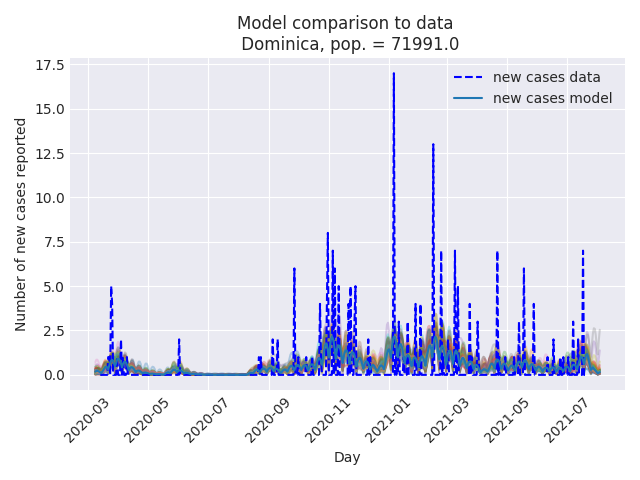 Model comparison to data
Dominica, pop. = 71991.0
17.5
15.0
12.5
10.0
7.5
5.0
2.5
0.0
Number of new cases reported
new cases data
new cases model
2020-03
2020-05
2020-07
2020-09
2020-11
2021-01
2021-03
2021-05
2021-07
Day